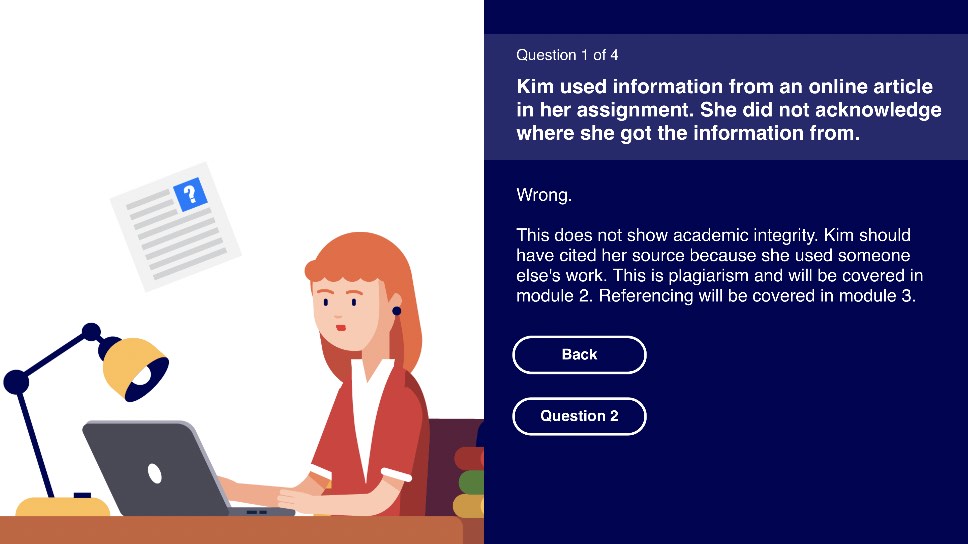 ?
Question 1 of 4
Kim used information from an online article
in her assignment. She did not acknowledge
where she got the information from.
Wrong.
This does not show academic integrity. Kim should
have cited her source because she used someone
else's work. This is plagiarism and will be covered in
module 2. Referencing will be covered in module 3.
Back
Question 2